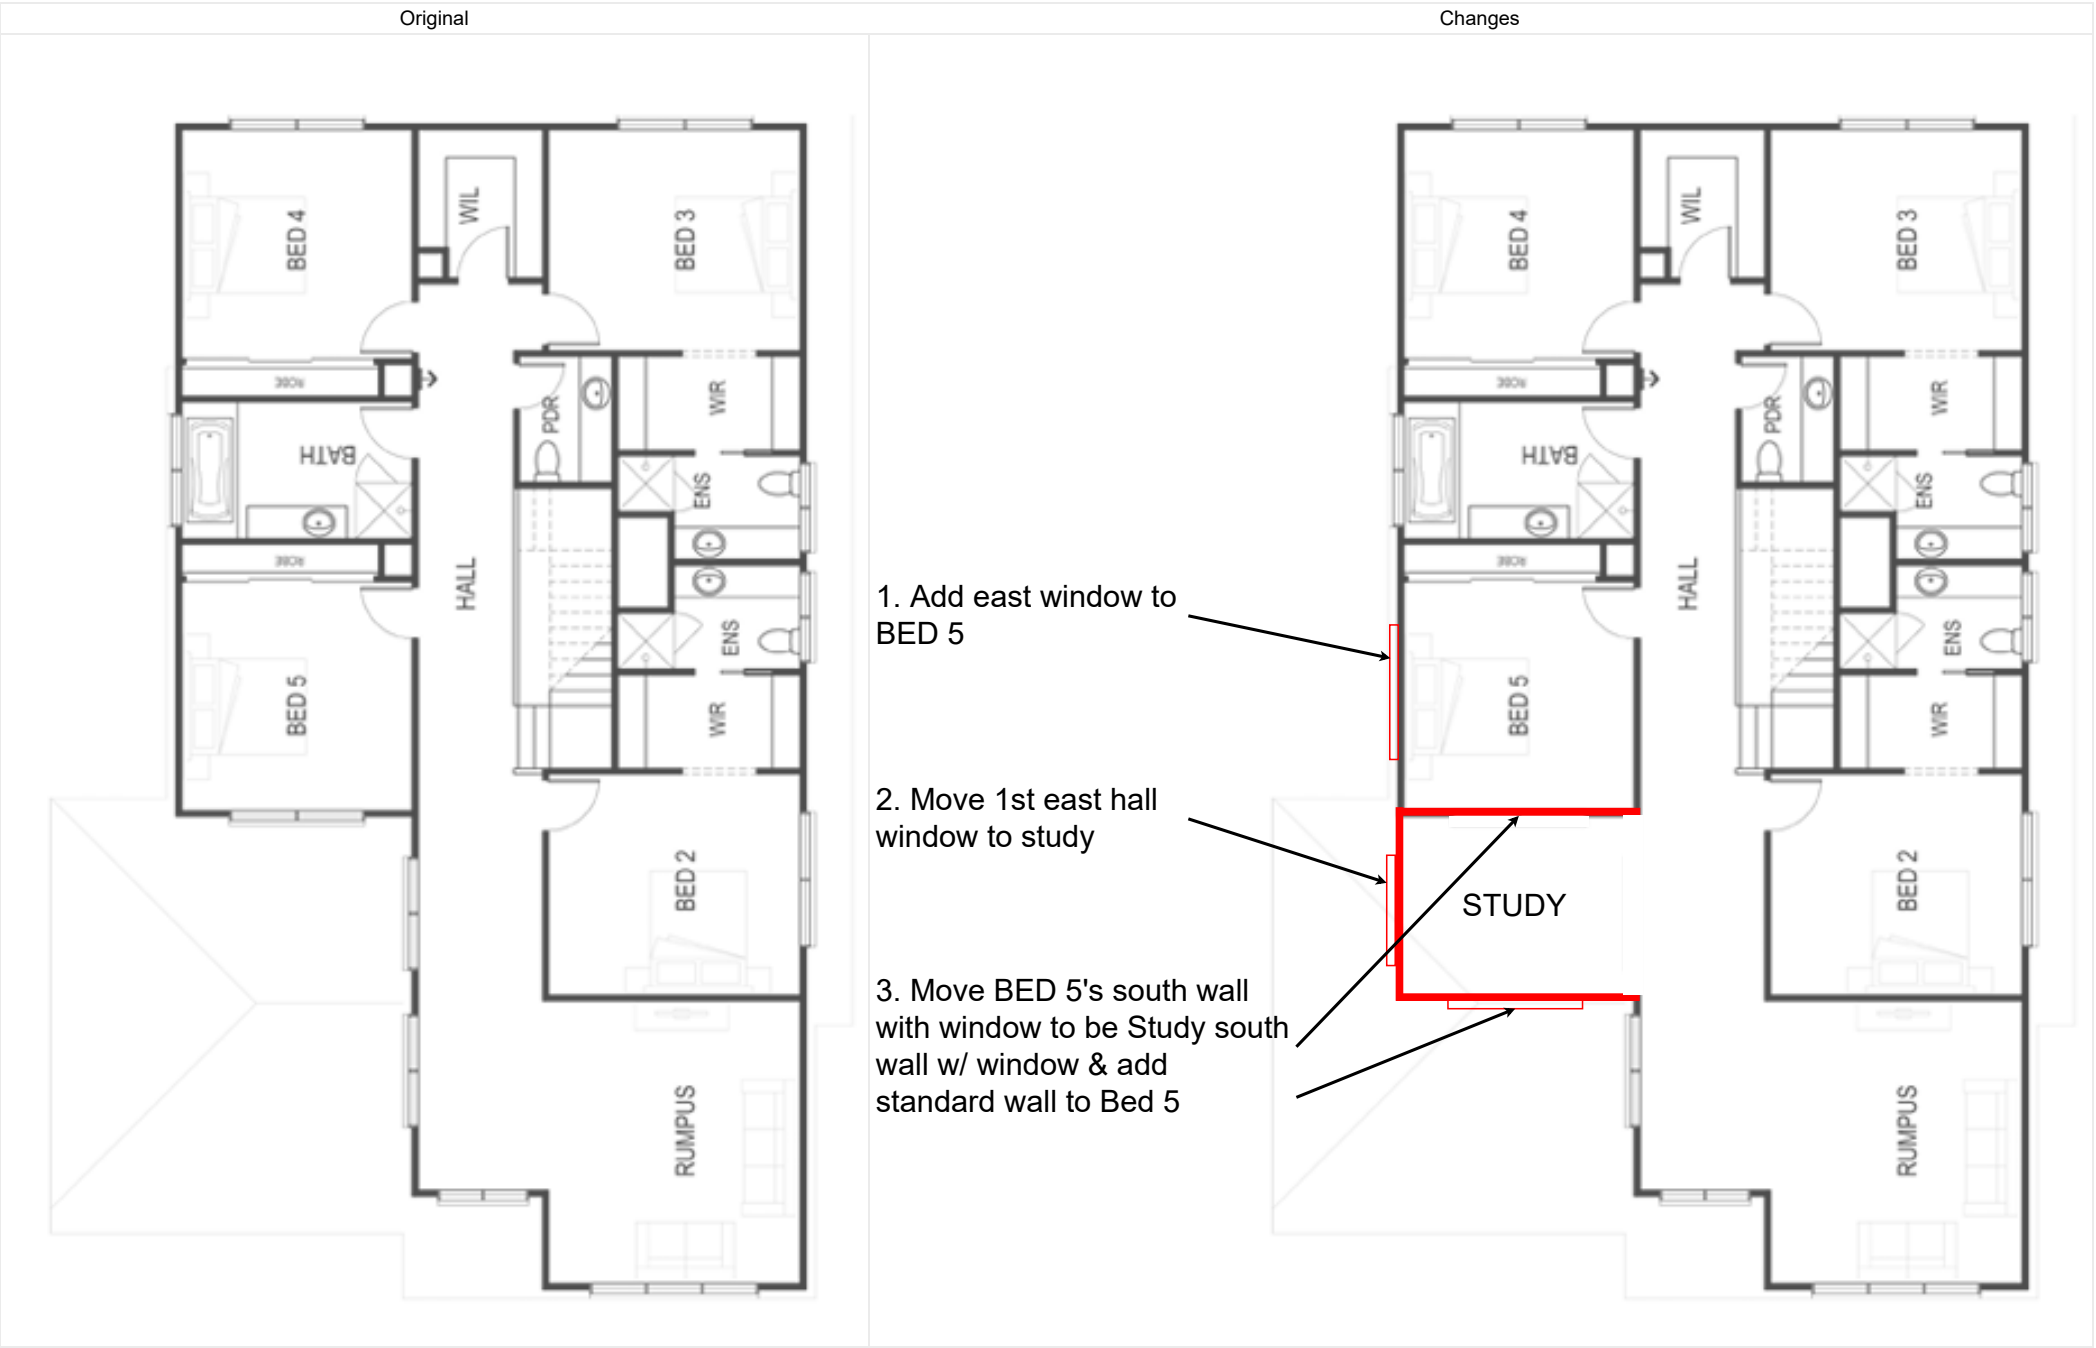 Original
Changes
BED 4
WIL
BED 3
ROBE
WIR
PDR
BATH
ENS
ROBE
HALL
ENS
BED 5
WIR
BED 2
RUMPUS
1. Add east window to
BED 5
2. Move 1st east hall
window to study
3. Move BED 5's south wall
with window to be Study south
wall w/ window & add
standard wall to Bed 5
BED 4
WIL
BED 3
ROBE
WIR
PDR
BATH
ENS
ROBE
HALL
ENS
BED 5
WIR
BED 2
STUDY
RUMPUS